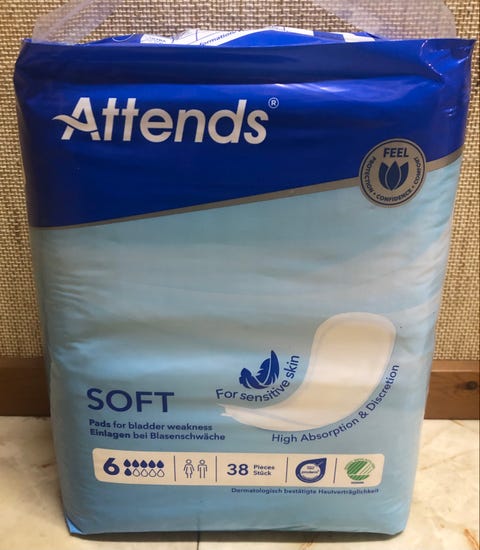 Attends®
FEEL
PROTECTION • CONFIDENCE • COMFORT
For sensitive skin
High Absorption & Discretion
SOFT
Pads for bladder weakness
Einlagen bei Blasenschwäche
6
38 Pieces
Stück
Dermatologisch bestätigte Hautverträglichkeit